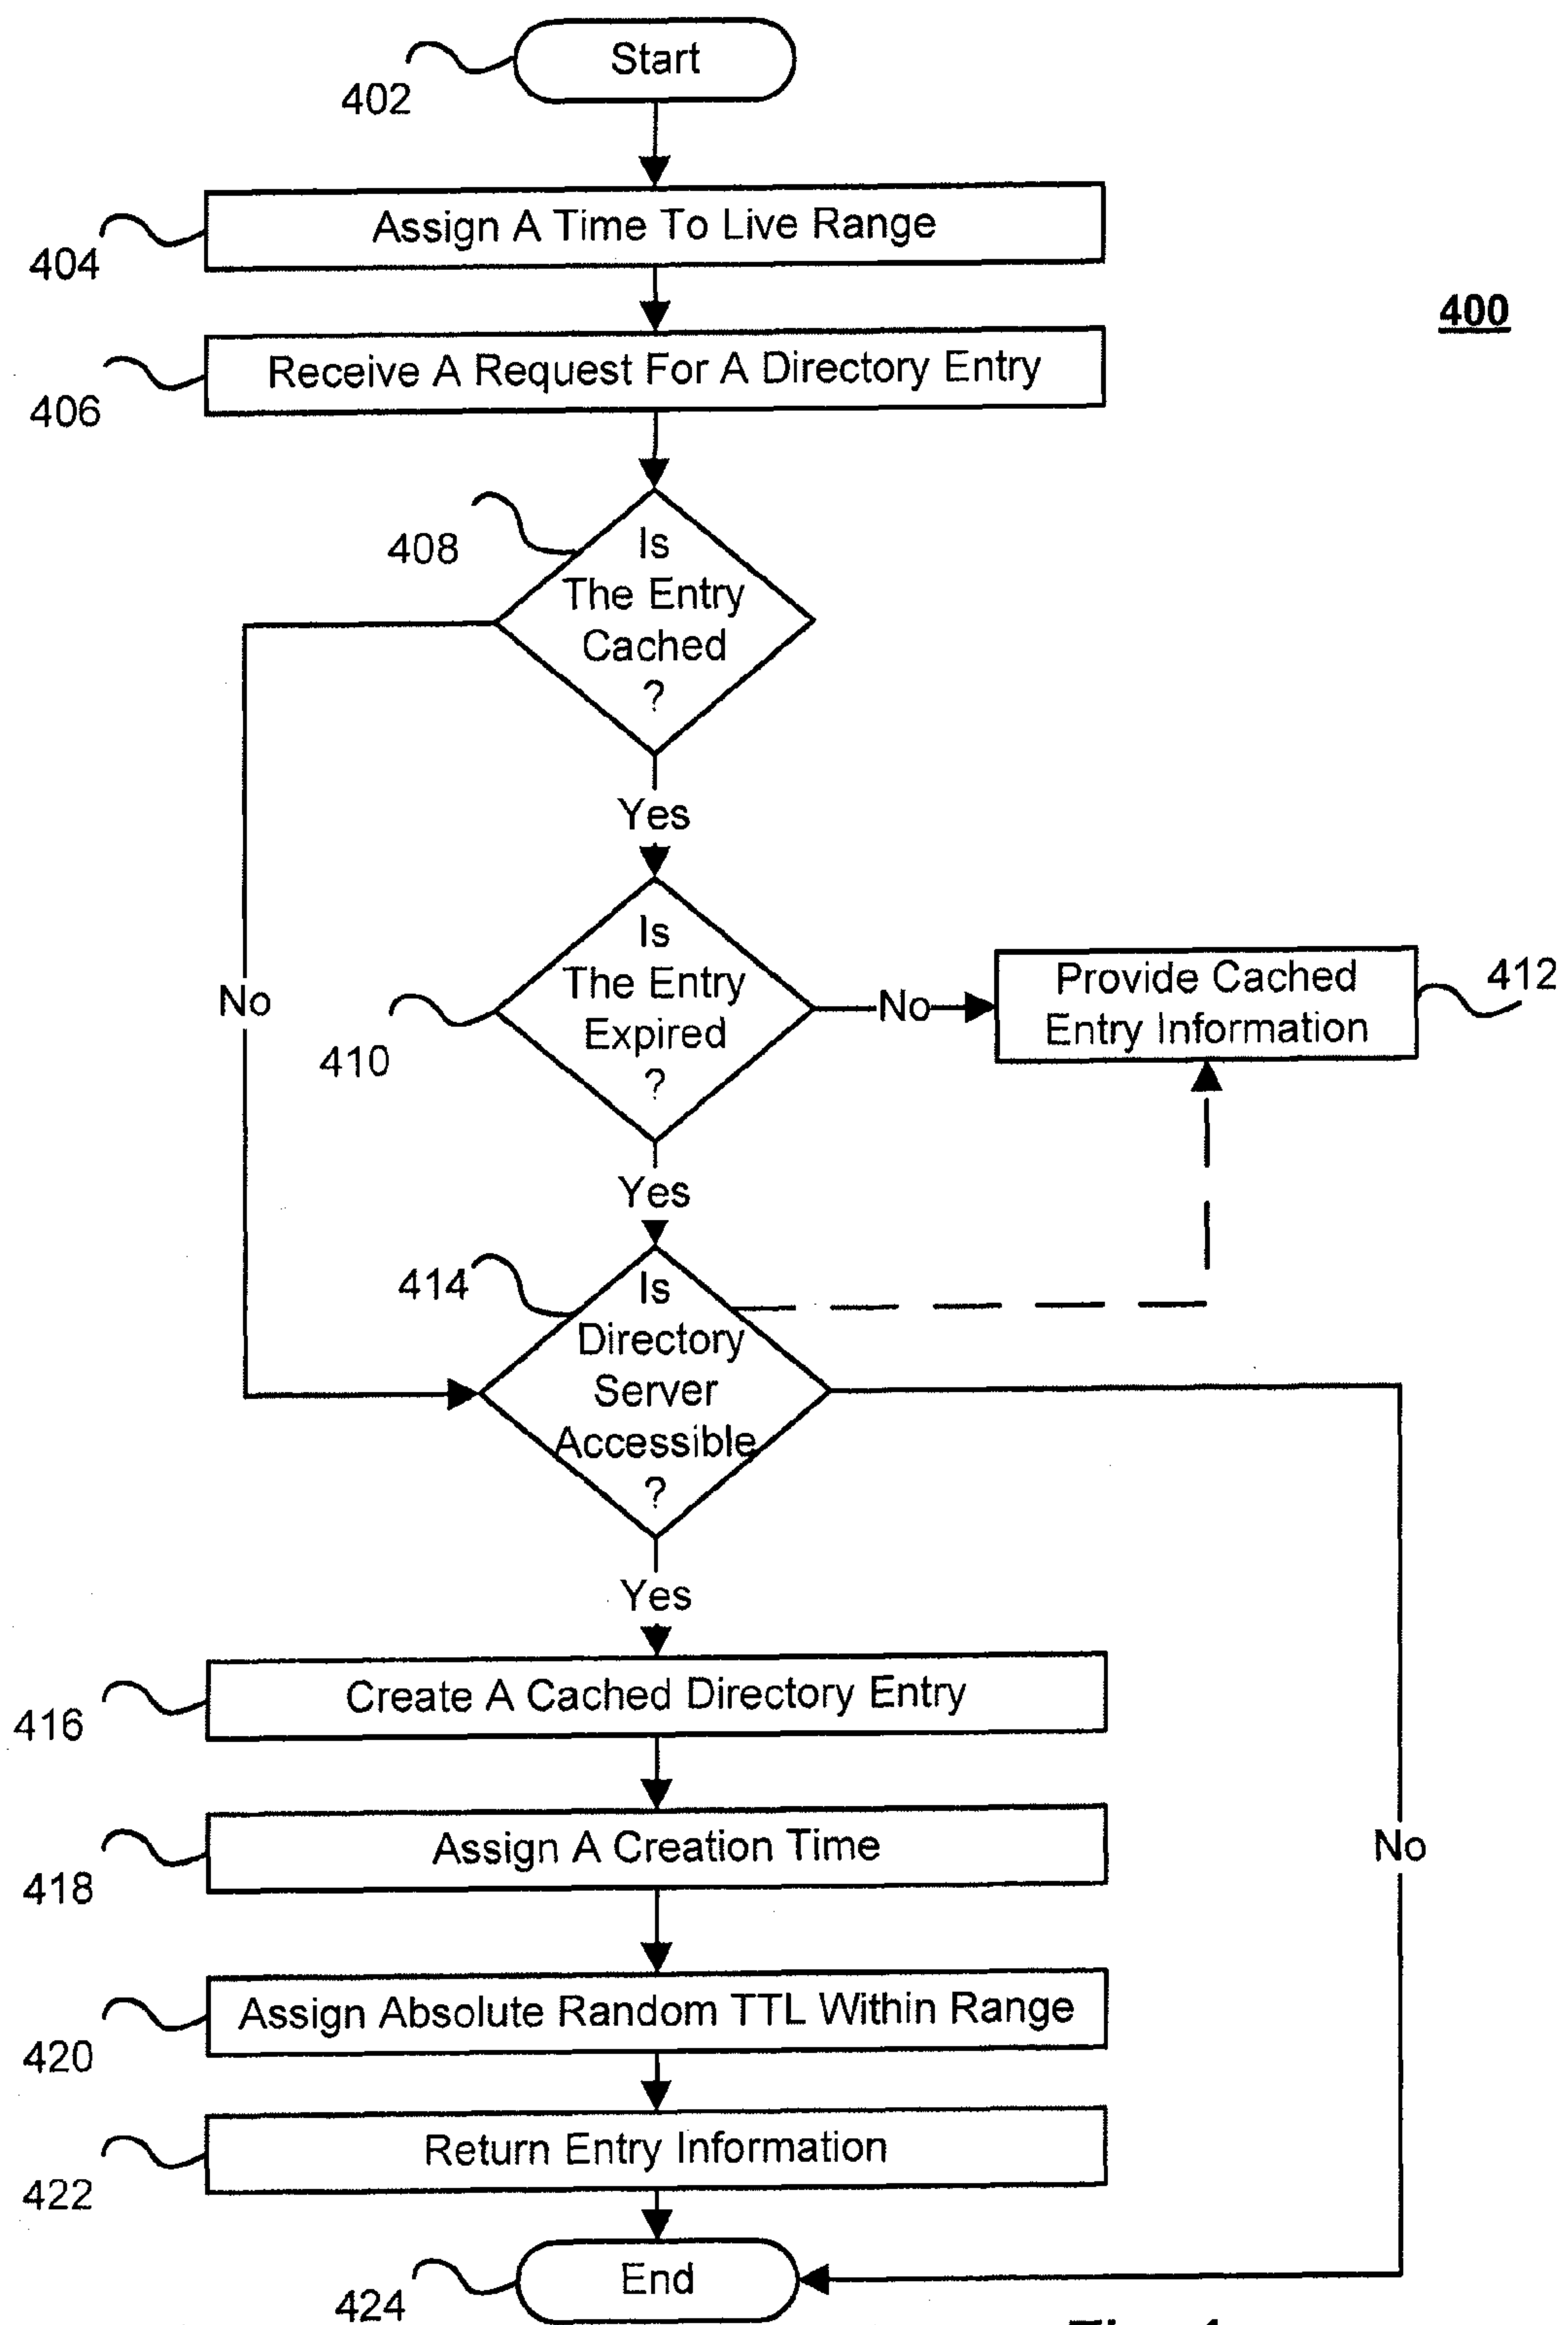 Start
402
Assign A Time To Live Range
404
400
Receive A Request For A Directory Entry
406
408
Is
The Entry
Cached
?
Yes
No
Is
The Entry
Expired
?
410
No
Provide Cached
Entry Information
412
Yes
414
Is
Directory
Server
Accessible
?
Yes
Create A Cached Directory Entry
416
Assign A Creation Time
418
No
Assign Absolute Random TTL Within Range
420
Return Entry Information
422
End
424